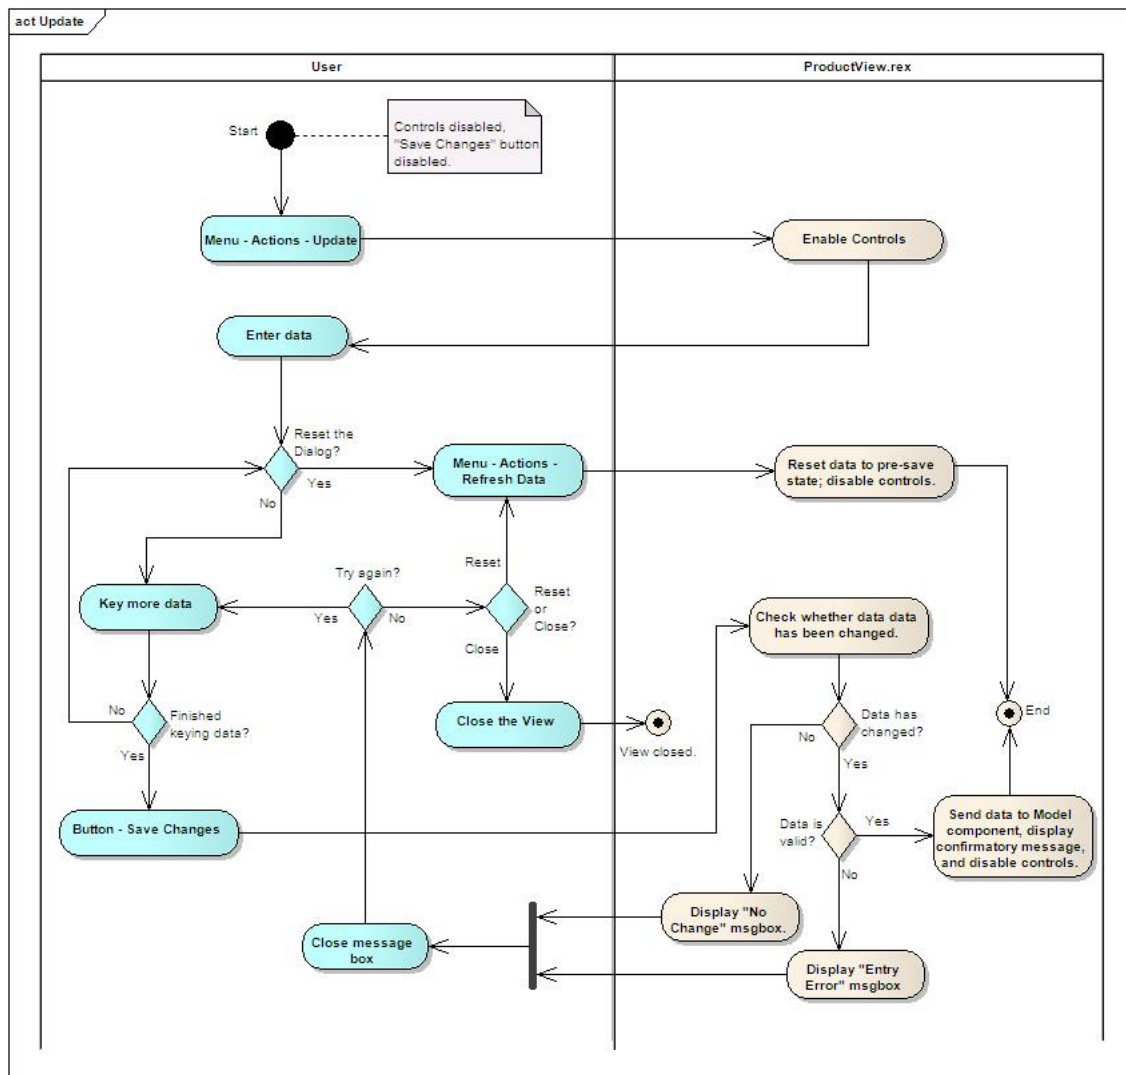 act Update
User
ProductView.rex
Start
Controls disabled,
"Save Changes" button
disabled.
Menu - Actions - Update
Enable Controls
Enter data
Reset the
Dialog?
Yes
No
Menu - Actions -
Refresh Data
Reset data to pre-save
state; disable controls.
Reset
Try again?
Yes
No
Reset
or
Close?
Close
Key more data
Check whether data data
has been changed.
No
Finished
keying data?
Yes
Close the View
View closed.
Data has
changed?
No
Yes
End
Button - Save Changes
Data is
valid?
Yes
No
Send data to Model
component, display
confirmatory message,
and disable controls.
Display "No
Change" msgbox.
Close message
box
Display "Entry
Error" msgbox